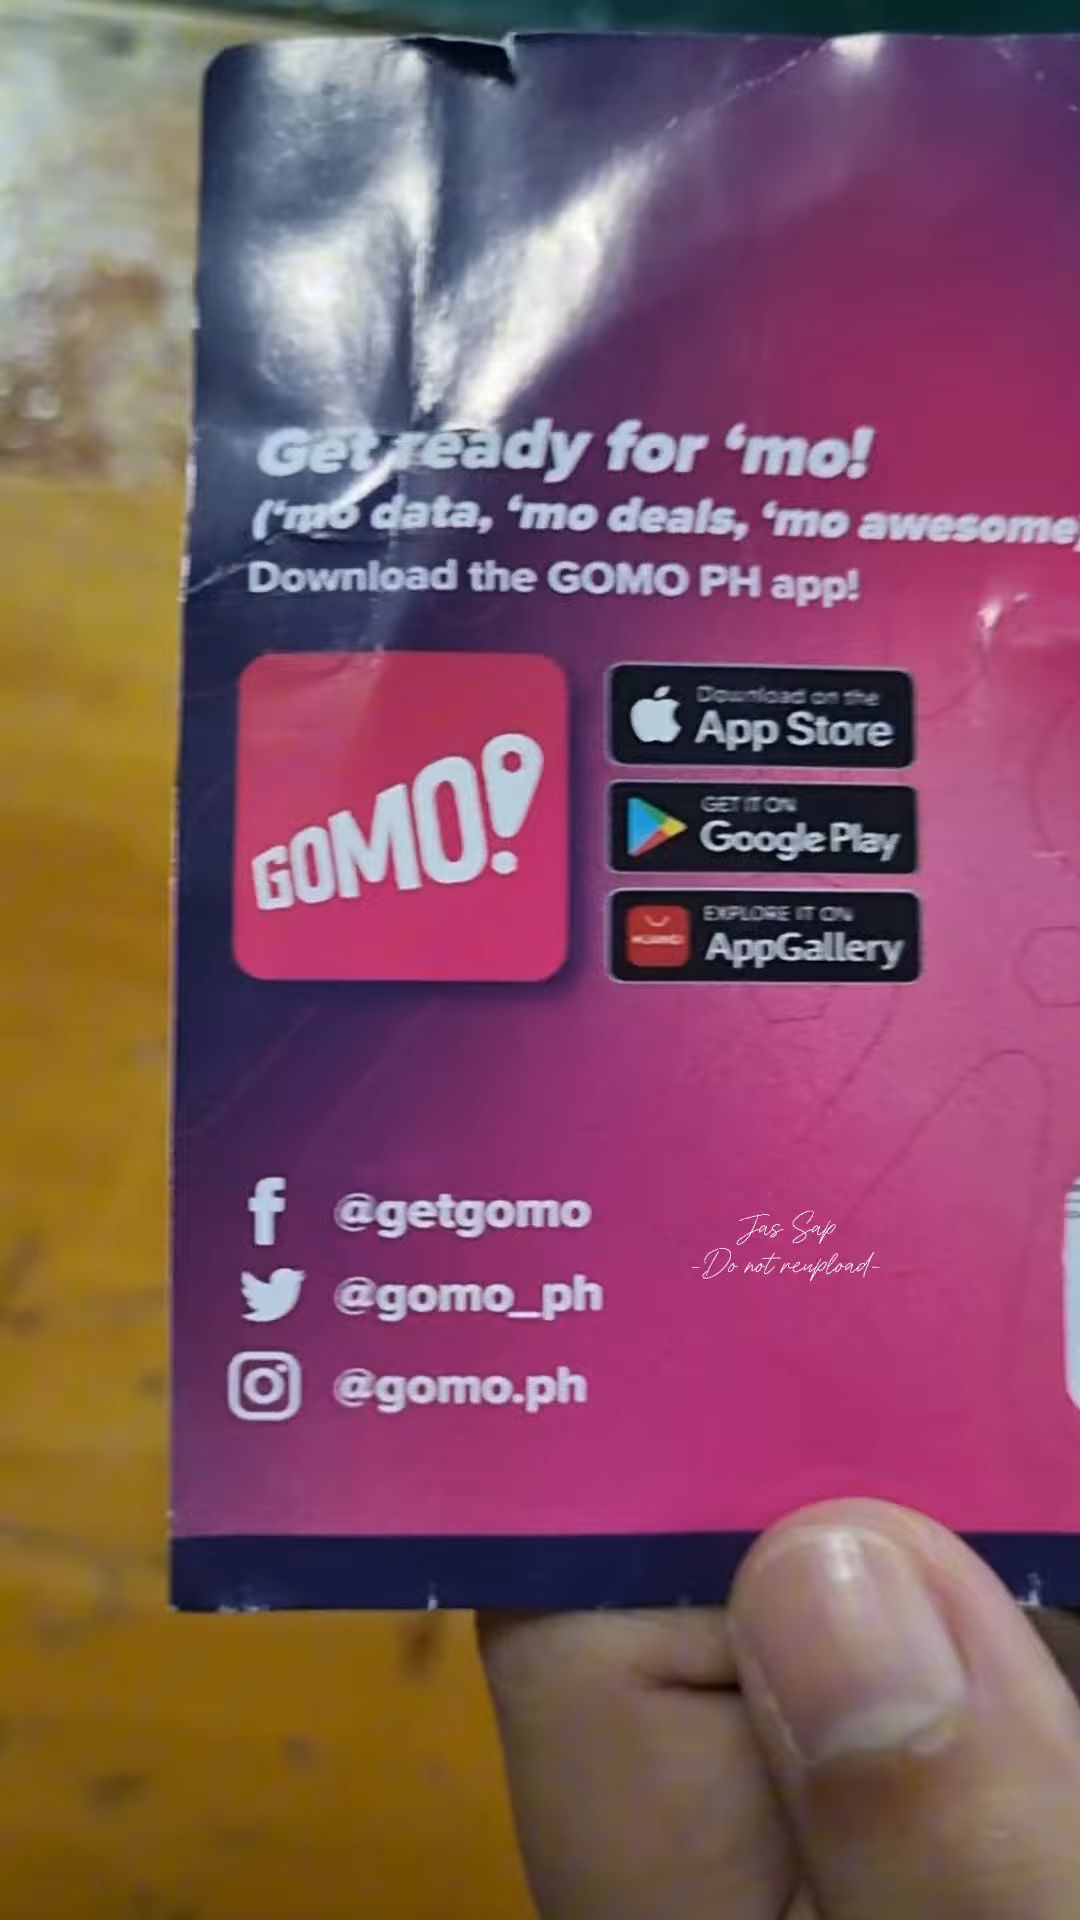 Get ready for ‘mo!
(‘mo data, ‘mo deals, ‘mo awesome)
Download the GOMO PH app!
GOMO!
Download on the
App Store
GET IT ON
Google Play
HUAWEI
EXPLORE IT ON
AppGallery
@getgomo
@gomo_ph
@gomo.ph
Jas Sap
-Do not reupload-